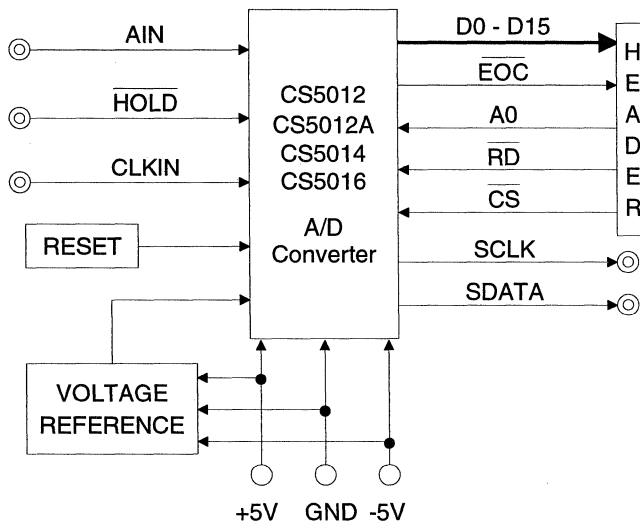 AIN
HOLD
CLKIN
RESET
VOLTAGE
REFERENCE
CS5012
CS5012A
CS5014
CS5016
A/D
Converter
D0 - D15
EOC
A0
RD
CS
SCLK
SDATA
HEADER
+5V GND -5V